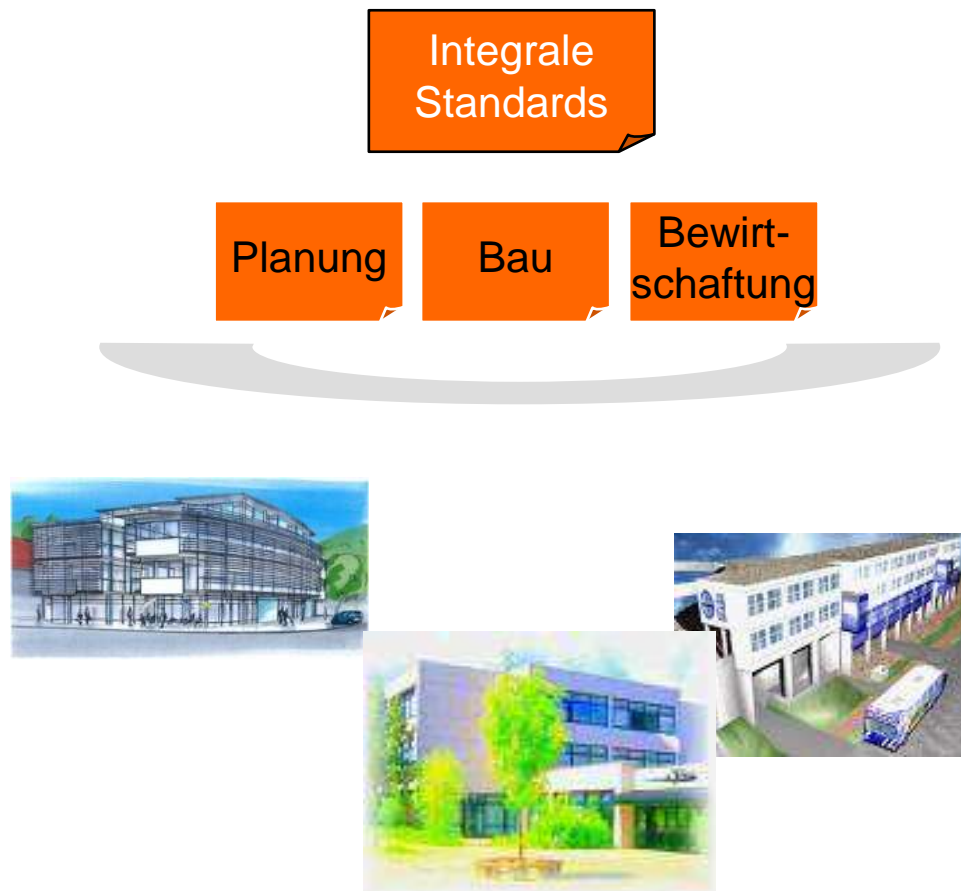 Integrale
Standards
Planung
Bau
Bewirt-
schaftung